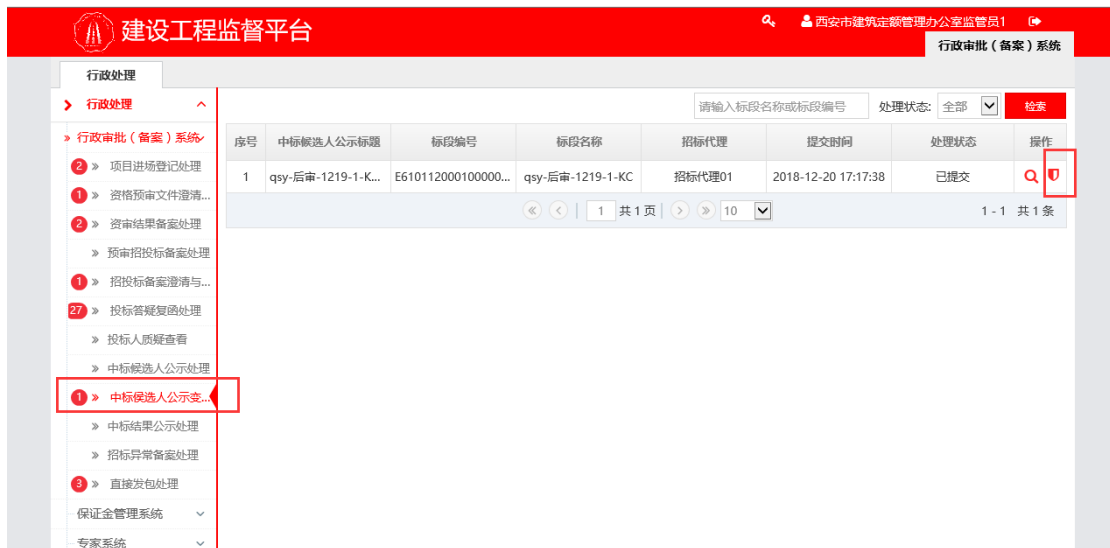 建设工程监督平台
西安市建筑定额管理办公室监管员1
行政审批（备案）系统
行政处理
行政处理
请输入标段名称或标段编号 处理状态: 全部 检索
行政审批（备案）系统
序号 中标候选人公示标题 标段编号 标段名称 招标代理 提交时间 处理状态 操作
2 » 项目进场登记处理
1 qsy-后审-1219-1-K... E610112000100000... qsy-后审-1219-1-KC 招标代理01 2018-12-20 17:17:38 已提交
1 » 资格预审文件澄清...
1 共1页 10 1 - 1 共1条
2 » 资审结果备案处理
» 预审招投标备案处理
1 » 招投标备案澄清与...
27 » 投标答疑复函处理
» 投标人质疑查看
» 中标候选人公示处理
1 » 中标侯选人公示变...
» 中标结果公示处理
» 招标异常备案处理
3 » 直接发包处理
保证金管理系统
专家系统